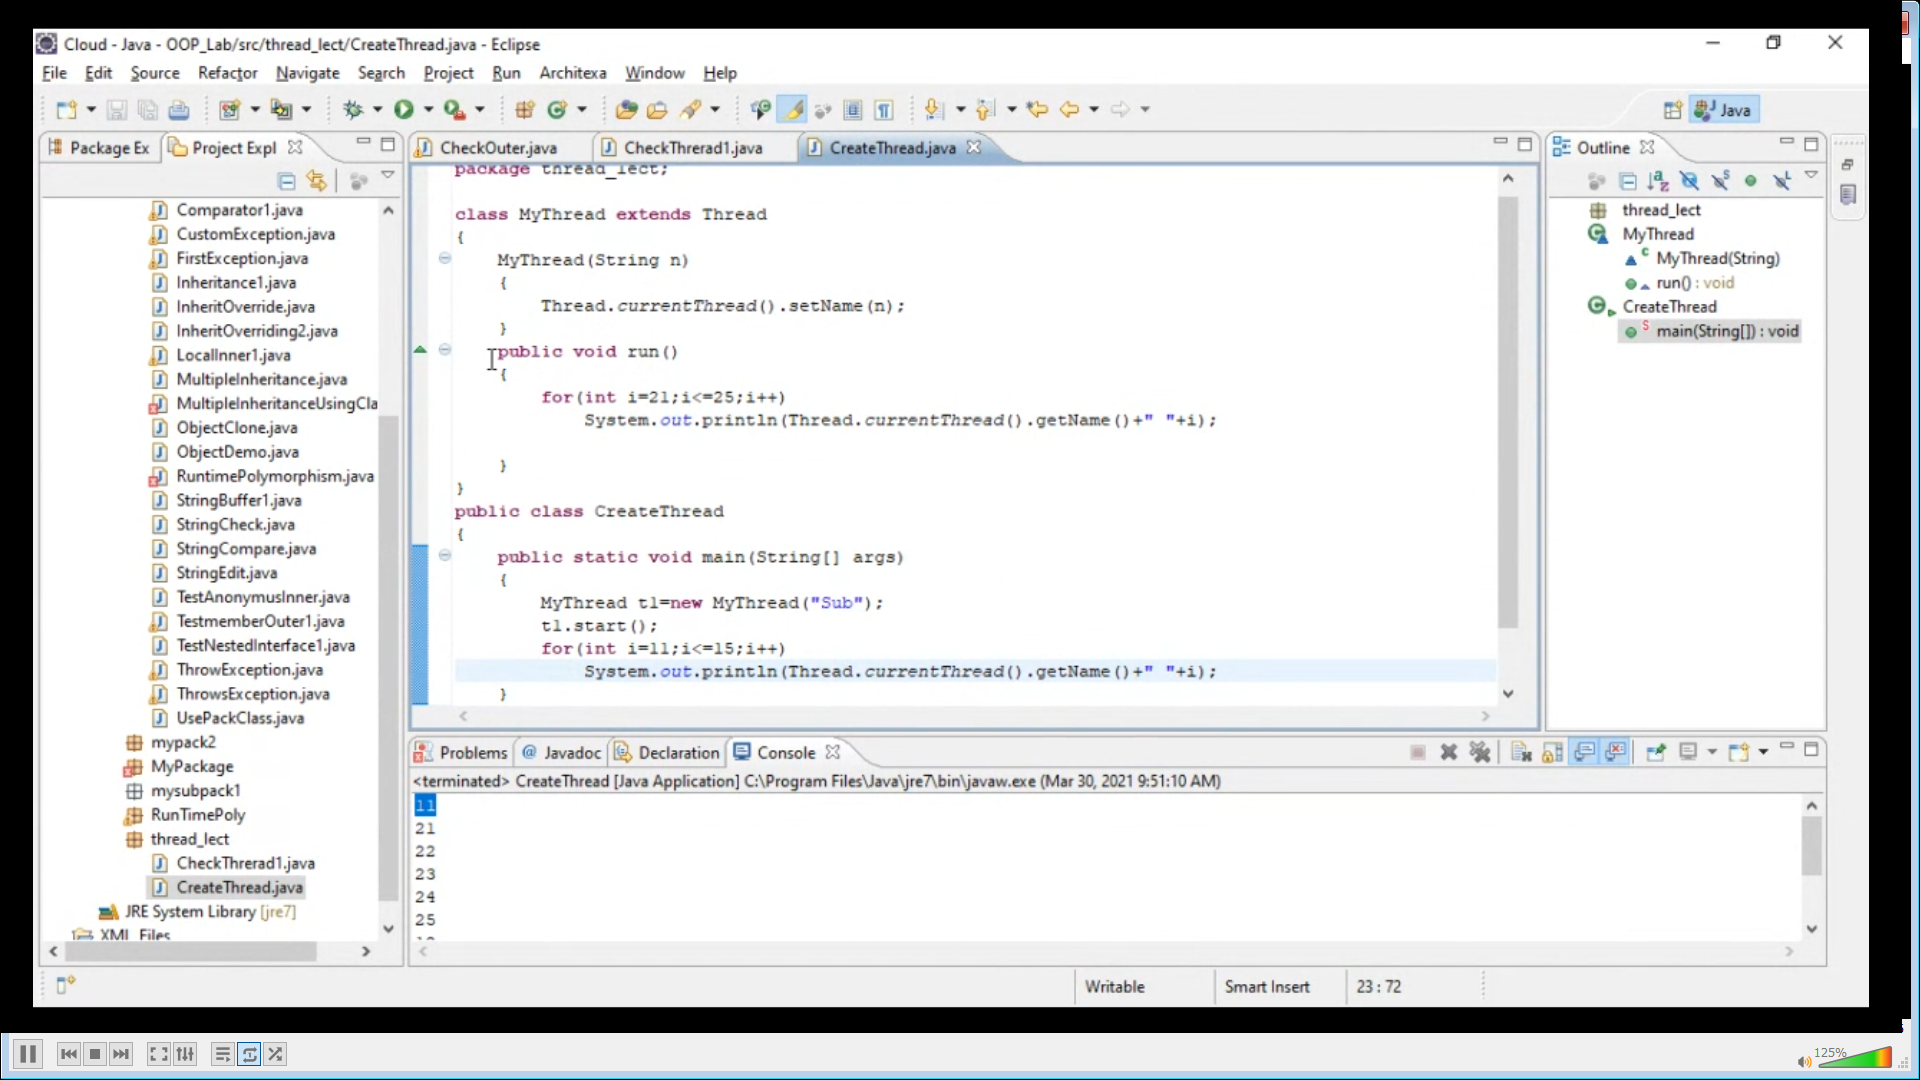 Cloud - Java - OOP_Lab/src/thread_lect/CreateThread.java - Eclipse
File Edit Source Refactor Navigate Search Project Run Architexa Window Help
Java
Package Ex Project Expl
CheckOuter.java CheckThrerad1.java CreateThread.java
Outline
Comparator1.java
CustomException.java
FirstException.java
Inheritance1.java
InheritOverride.java
InheritOverriding2.java
LocalInner1.java
MultipleInheritance.java
MultipleInheritanceUsingCla
ObjectClone.java
ObjectDemo.java
RuntimePolymorphism.java
StringBuffer1.java
StringCheck.java
StringCompare.java
StringEdit.java
TestAnonymusInner.java
TestmemberOuter1.java
TestNestedInterface1.java
ThrowException.java
ThrowsException.java
UsePackClass.java
mypack2
MyPackage
mysubpack1
RunTimePoly
thread_lect
CheckThrerad1.java
CreateThread.java
JRE System Library [jre7]
XML Files
package thread_lect;
class MyThread extends Thread
{
MyThread(String n)
{
Thread.currentThread().setName(n);
}
public void run()
{
for(int i=21;i<=25;i++)
System.out.println(Thread.currentThread().getName()+" "+i);
}
}
public class CreateThread
{
public static void main(String[] args)
{
MyThread t1=new MyThread("Sub");
t1.start();
for(int i=11;i<=15;i++)
System.out.println(Thread.currentThread().getName()+" "+i);
}
thread_lect
MyThread
MyThread(String)
run() : void
CreateThread
main(String[]) : void
Problems @ Javadoc Declaration Console
<terminated> CreateThread [Java Application] C:\Program Files\Java\jre7\bin\javaw.exe (Mar 30, 2021 9:51:10 AM)
11
21
22
23
24
25
Writable Smart Insert 23 : 72
125%